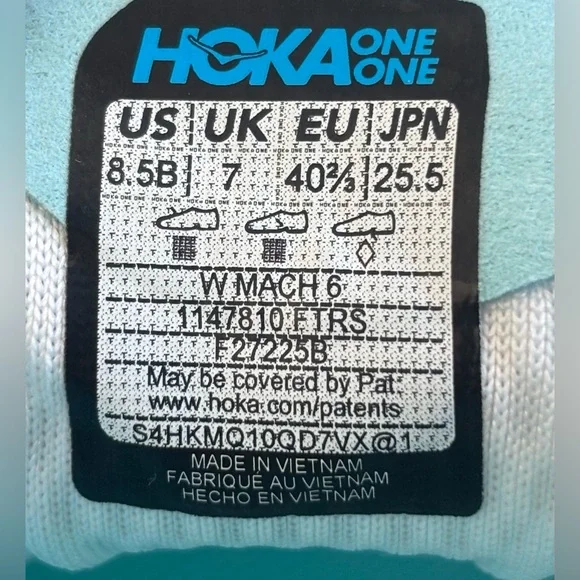 HOKA ONE ONE
US UK EU JPN
8.5B 7 40⅔ 25.5
W MACH 6
1147810 FTRS
F27225B
May be covered by Pat
www.hoka.com/patents
S4HKMQ10QD7VX@1
MADE IN VIETNAM
FABRIQUÉ AU VIETNAM
HECHO EN VIETNAM